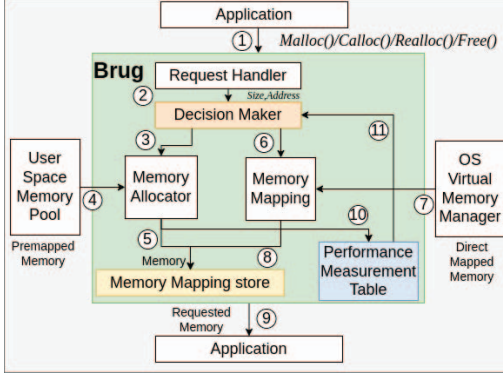 Application
① Malloc()/Calloc()/Realloc()/Free()
Brug
Request Handler
② Size,Address
Decision Maker
③ ⑥ ⑪
User
Space
Memory
Pool
④
Premapped
Memory
Memory
Allocator
Memory
Mapping
OS
Virtual
Memory
Manager
⑦
Direct
Mapped
Memory
⑤ ⑧ ⑩
Memory
Memory Mapping store
Performance
Measurement
Table
Requested
Memory
⑨
Application